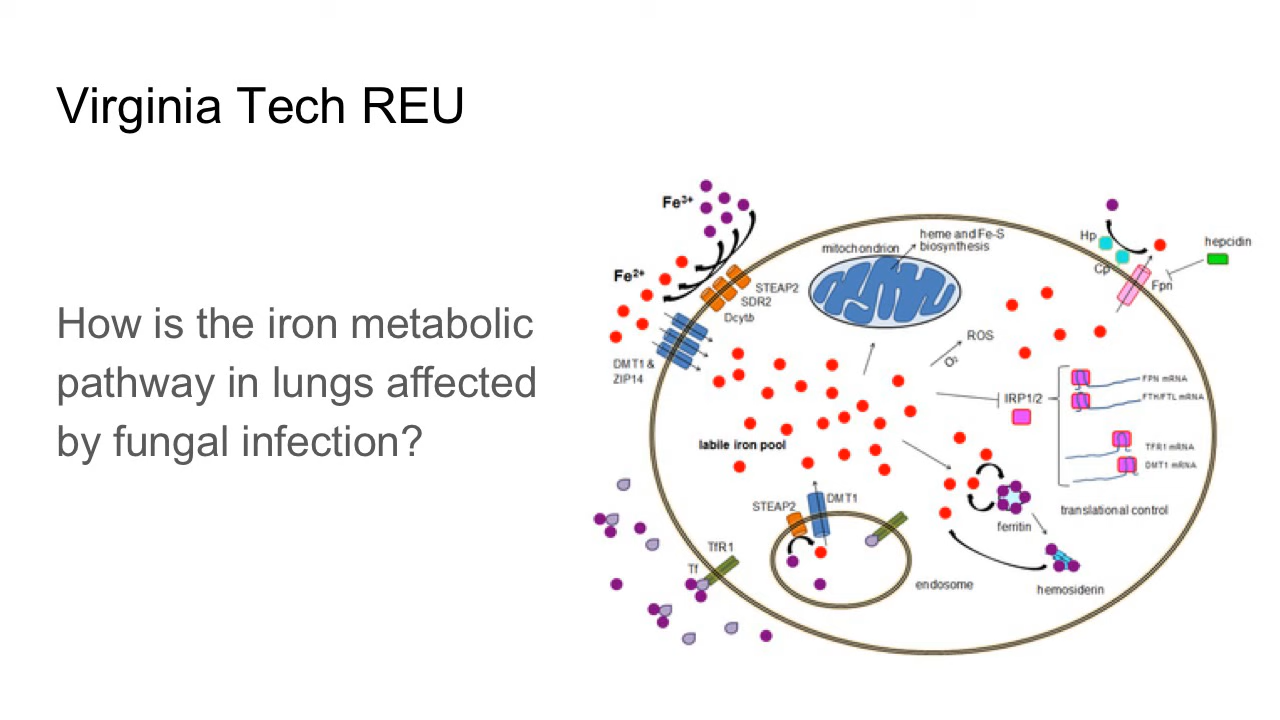 Virginia Tech REU
How is the iron metabolic
pathway in lungs affected
by fungal infection?
Fe3+
Fe2+
STEAP2
SDR2
Dcytb
DMT1 &
ZIP14
mitochondrion
heme and Fe-S
biosynthesis
Hp
Cp
Fpn
hepcidin
ROS
O2
IRP1/2
FPN mRNA
FTH/FTL mRNA
TFR1 mRNA
DMT1 mRNA
translational control
labile iron pool
STEAP2
DMT1
TfR1
Tf
endosome
ferritin
hemosiderin